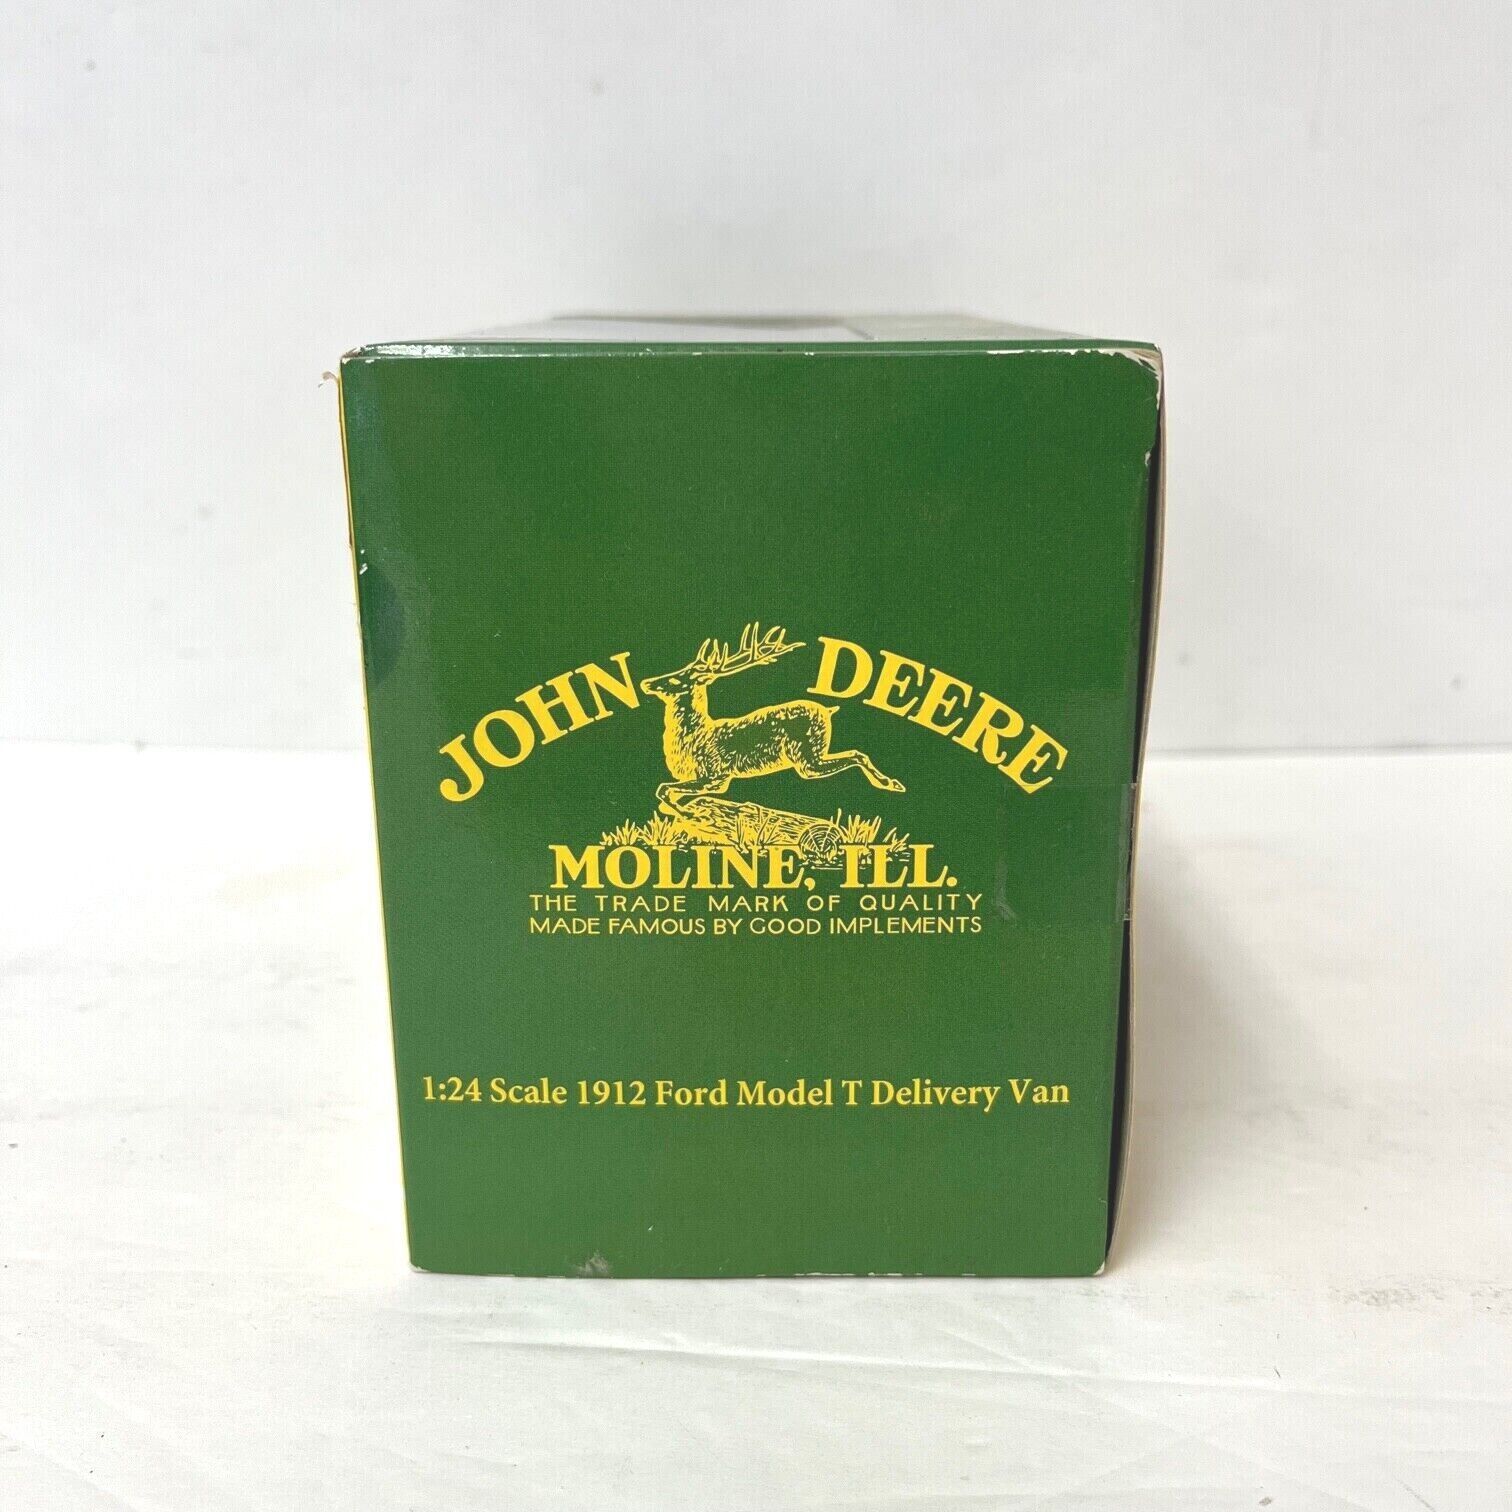 JOHN DEERE
MOLINE, ILL.
THE TRADE MARK OF QUALITY
MADE FAMOUS BY GOOD IMPLEMENTS
1:24 Scale 1912 Ford Model T Delivery Van